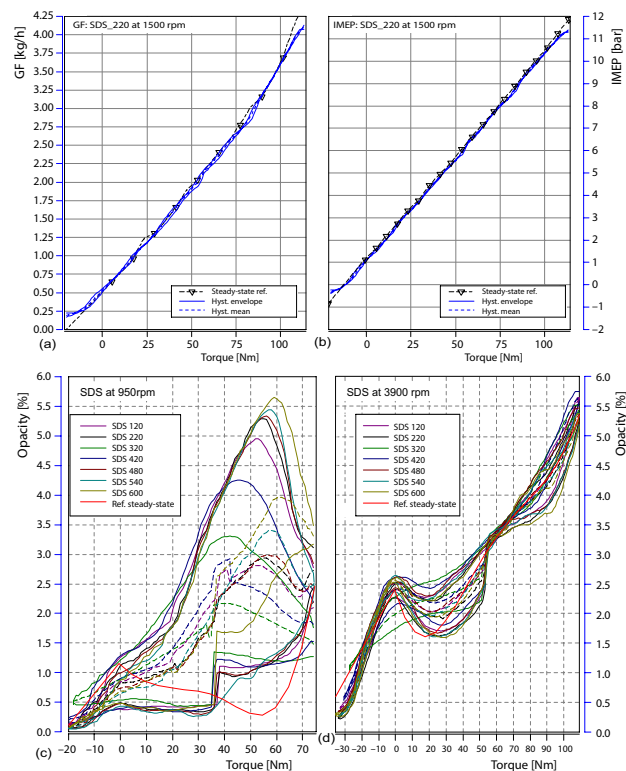 GF: SDS_220 at 1500 rpm
GF [kg/h]
4.25
4.00
3.75
3.50
3.25
3.00
2.75
2.50
2.25
2.00
1.75
1.50
1.25
1.00
0.75
0.50
0.25
0.00
Steady-state ref.
Hyst. envelope
Hyst. mean
(a)
0 25 50 75 100
Torque [Nm]
IMEP: SDS_220 at 1500 rpm
IMEP [bar]
12
11
10
9
8
7
6
5
4
3
2
1
0
−1
−2
Steady-state ref.
Hyst. envelope
Hyst. mean
(b)
0 25 50 75 100
Torque [Nm]
SDS at 950rpm
Opacity [%]
6.0
5.5
5.0
4.5
4.0
3.5
3.0
2.5
2.0
1.5
1.0
0.5
0.0
SDS 120
SDS 220
SDS 320
SDS 420
SDS 480
SDS 540
SDS 600
Ref. steady-state
(c)
−20 −10 0 10 20 30 40 50 60 70
Torque [Nm]
SDS at 3900 rpm
Opacity [%]
6.0
5.5
5.0
4.5
4.0
3.5
3.0
2.5
2.0
1.5
1.0
0.5
0.0
SDS 120
SDS 220
SDS 320
SDS 420
SDS 480
SDS 540
SDS 600
Ref. steady-state
(d)
-30 -20 -10 0 10 20 30 40 50 60 70 80 90 100
Torque [Nm]